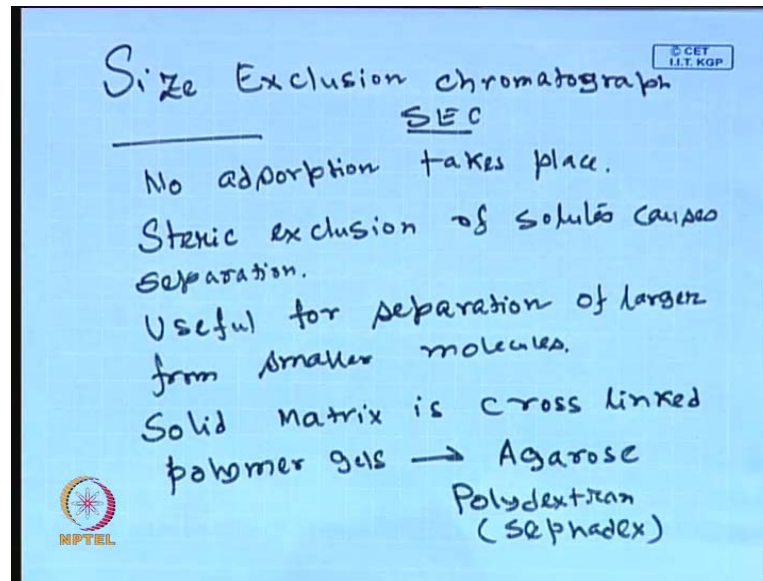 © CET
I.I.T. KGP
Size Exclusion chromatograph
SEC
No adsorption takes place.
Steric exclusion of solutes causes
separation.
Useful for separation of larger
from smaller molecules.
Solid Matrix is cross linked
polymer gels → Agarose
Polydextran
(Sephadex)
NPTEL